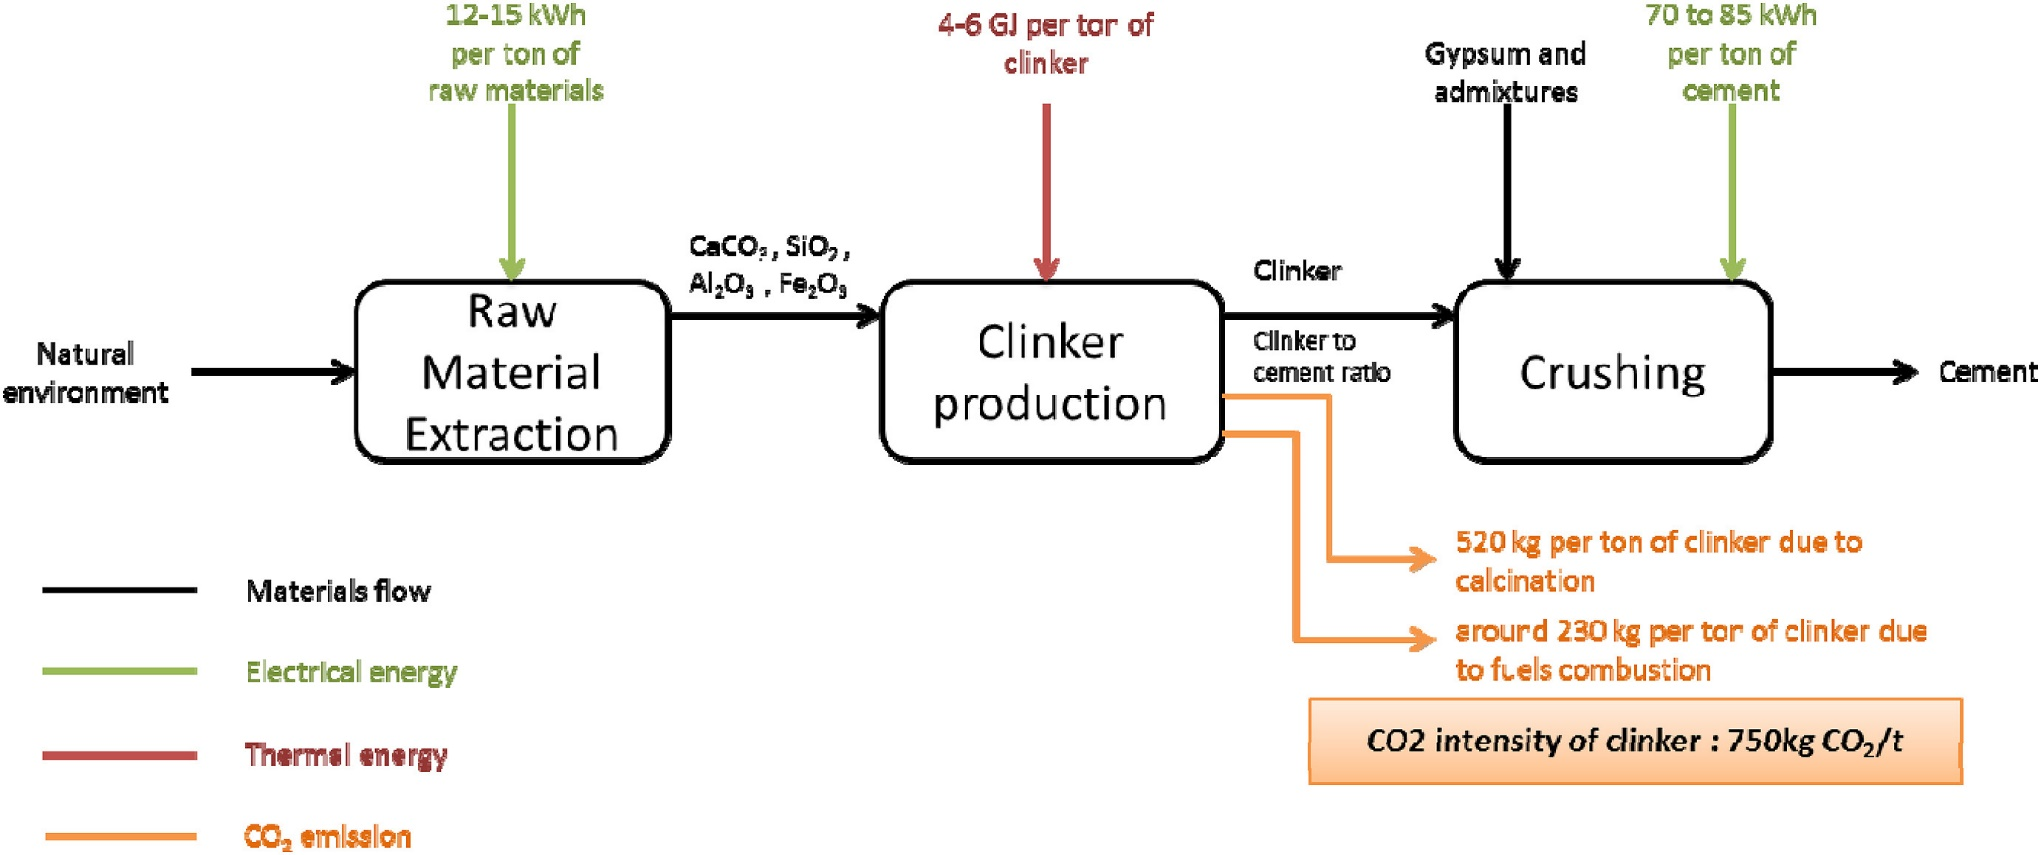 12-15 kWh
per ton of
raw materials
4-6 GJ per ton of
clinker
Gypsum and
admixtures
70 to 85 kWh
per ton of
cement
CaCO₃, SiO₂,
Al₂O₃, Fe₂O₃
Clinker
Clinker to
cement ratio
Natural
environment
Raw
Material
Extraction
Clinker
production
Crushing
Cement
520 kg per ton of clinker due to
calcination
around 230 kg per ton of clinker due
to fuels combustion
CO2 intensity of clinker : 750kg CO₂/t
Materials flow
Electrical energy
Thermal energy
CO₂ emission